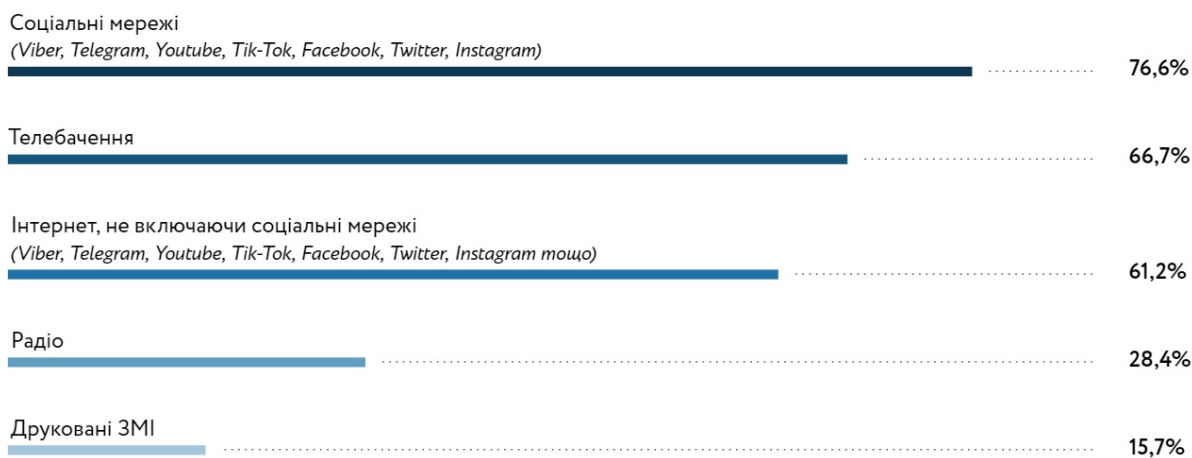 Соціальні мережі
(Viber, Telegram, Youtube, Tik-Tok, Facebook, Twitter, Instagram)
76,6%
Телебачення
66,7%
Інтернет, не включаючи соціальні мережі
(Viber, Telegram, Youtube, Tik-Tok, Facebook, Twitter, Instagram тощо)
61,2%
Радіо
28,4%
Друковані ЗМІ
15,7%